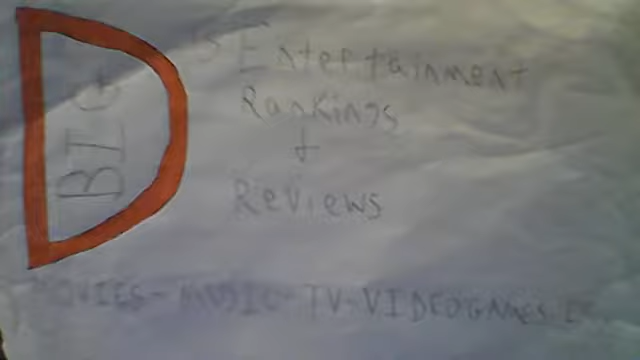 BIG D'S Entertainment
Rankings
+
Reviews
MOVIES - MUSIC - TV - VIDEOGAMES